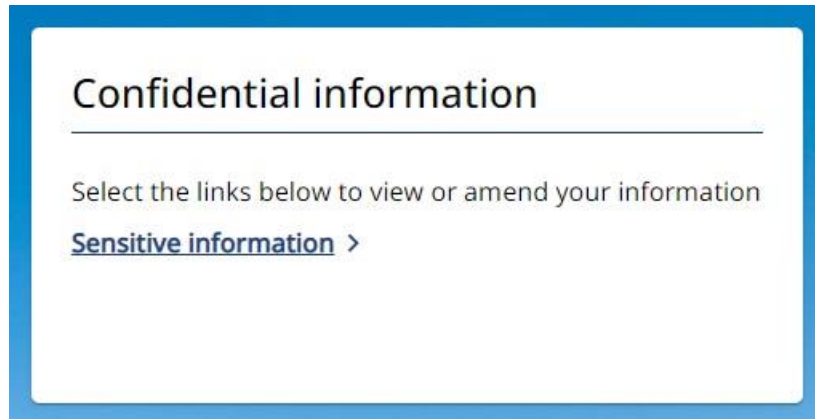 Confidential information
Select the links below to view or amend your information
Sensitive information >